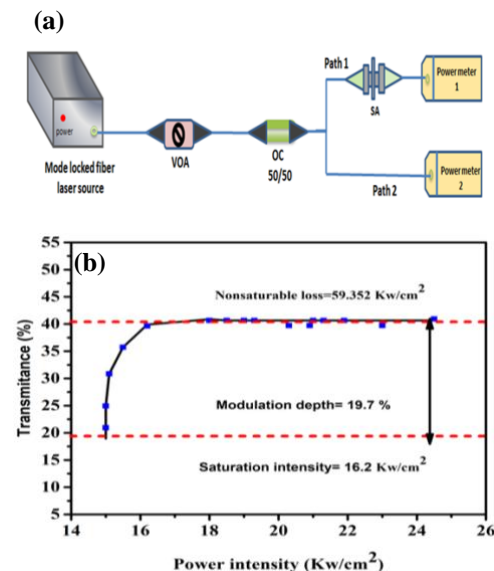 (a)
power
Mode locked fiber
laser source
VOA
OC
50/50
Path 1
SA
Power meter
1
Path 2
Power meter
2
(b)
Transmitance (%)
55
50
45
40
35
30
25
20
15
10
5
Nonsaturable loss=59.352 Kw/cm²
Modulation depth= 19.7 %
Saturation intensity= 16.2 Kw/cm²
14 16 18 20 22 24 26
Power intensity (Kw/cm²)